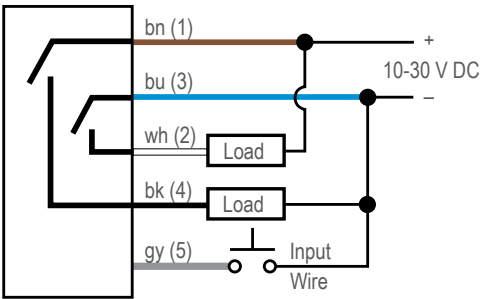 bn (1)
+
10-30 V DC
bu (3)
–
wh (2)
Load
bk (4)
Load
gy (5)
Input
Wire